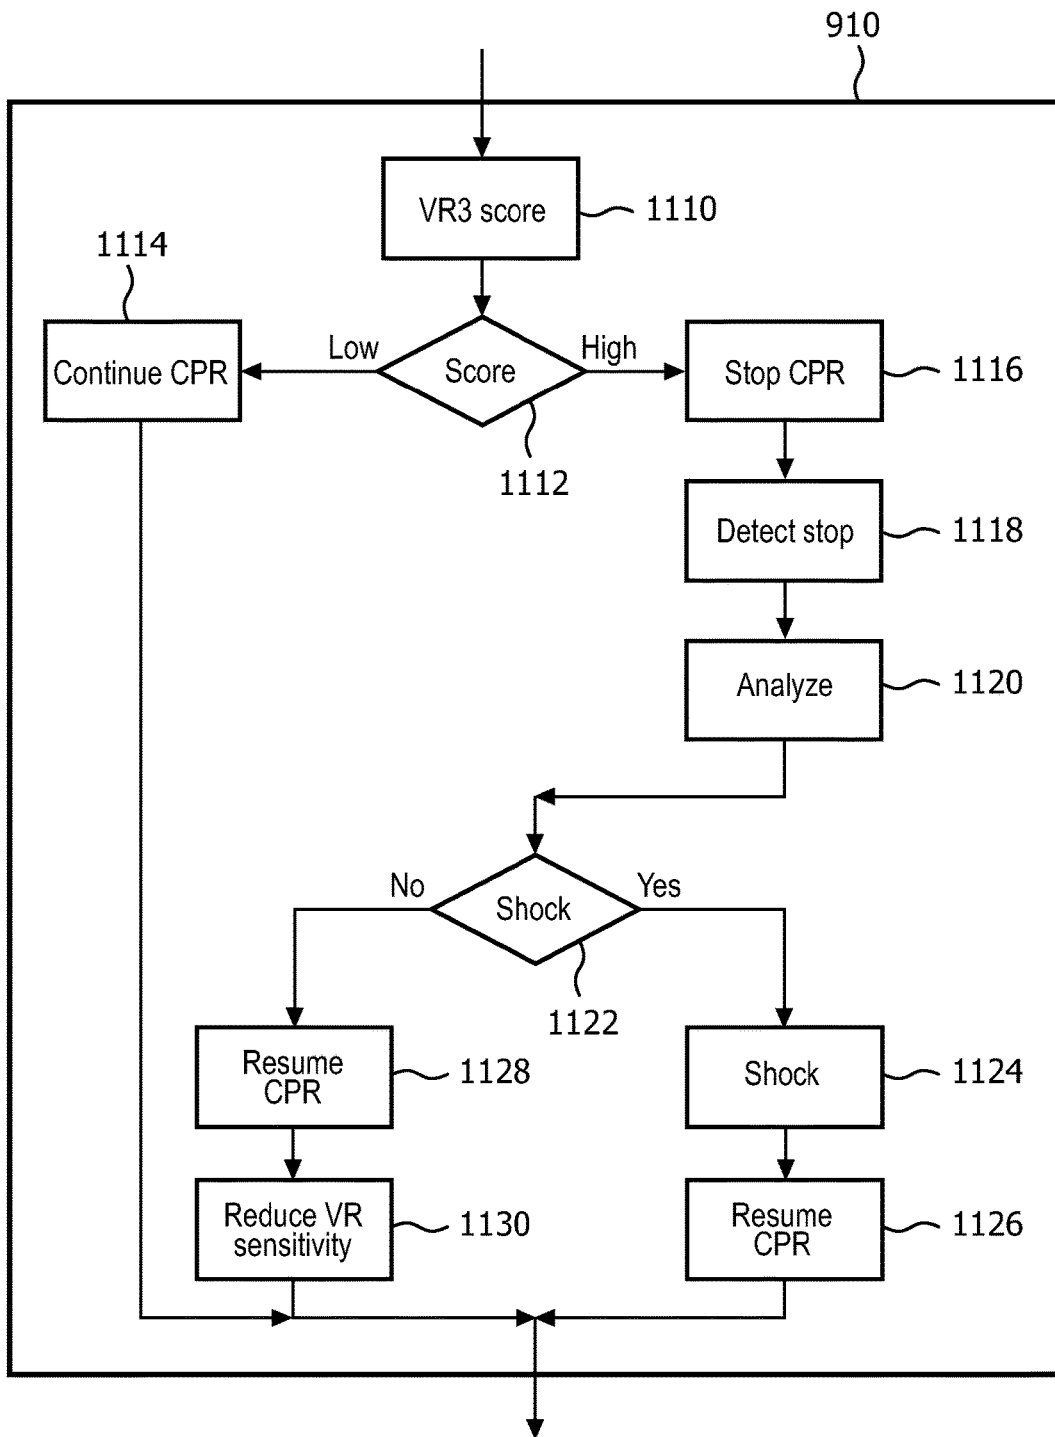 910
VR3 score
1110
1114
Continue CPR
Low
Score
High
Stop CPR
1116
1112
Detect stop
1118
Analyze
1120
No
Shock
Yes
1122
Resume
CPR
1128
Shock
1124
Reduce VR
sensitivity
1130
Resume
CPR
1126